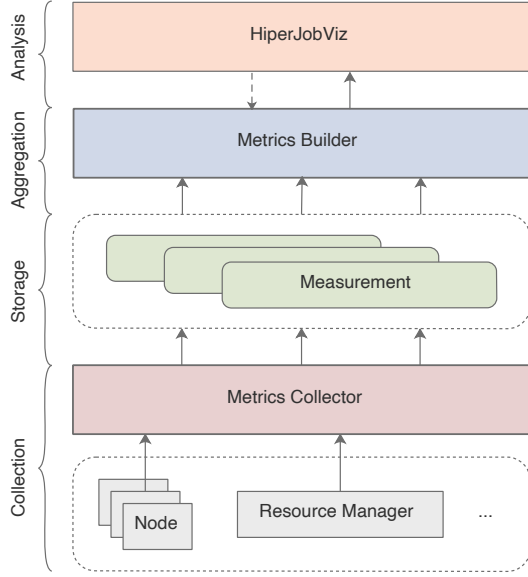 Analysis
HiperJobViz
Aggregation
Metrics Builder
Storage
Measurement
Collection
Metrics Collector
Node
Resource Manager
...